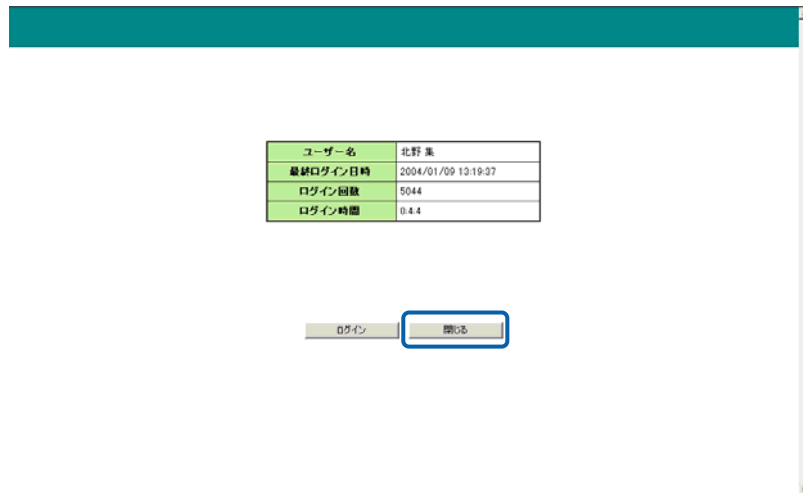 ユーザー名 北野 集
最終ログイン日時 2004/01/09 13:19:37
ログイン回数 5044
ログイン時間 0:4:4
ログイン 閉じる